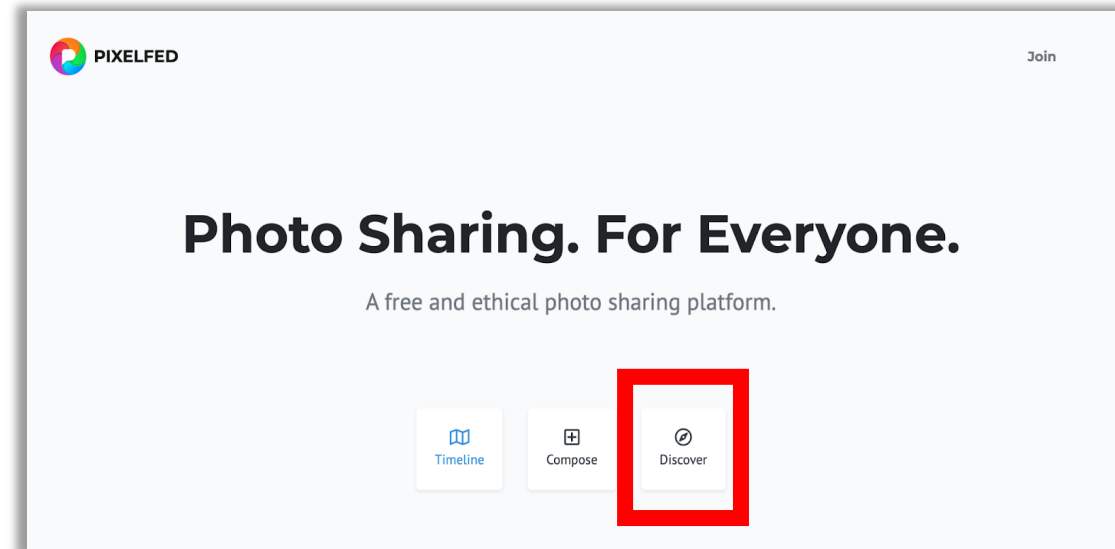 PIXELFED
Join
Photo Sharing. For Everyone.
A free and ethical photo sharing platform.
Timeline
Compose
Discover